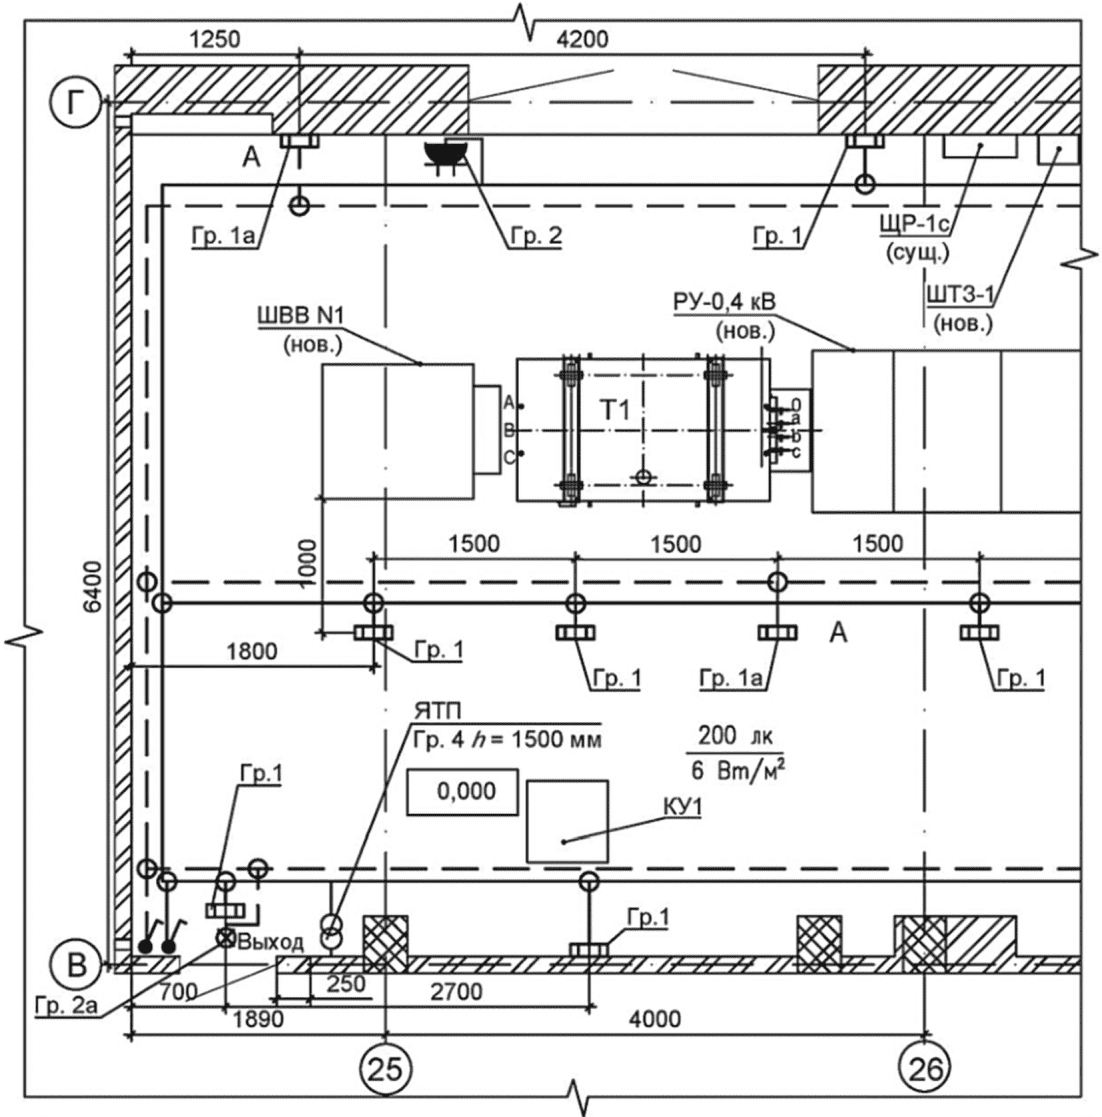 1250
4200
Г
А
Гр. 1а
Гр. 2
Гр. 1
ЩР-1с
(сущ.)
ШТЗ-1
(нов.)
ШВВ N1
(нов.)
РУ-0,4 кВ
(нов.)
A
B
C
Т1
0
a
b
c
6400
1000
1500
1500
1500
1800
Гр. 1
Гр. 1
Гр. 1а
А
Гр. 1
ЯТП
Гр. 4 h = 1500 мм
200 лк
6 Вт/м²
0,000
КУ1
Гр.1
Гр.1
Выход
В
Гр. 2а
700
250
2700
1890
4000
25
26